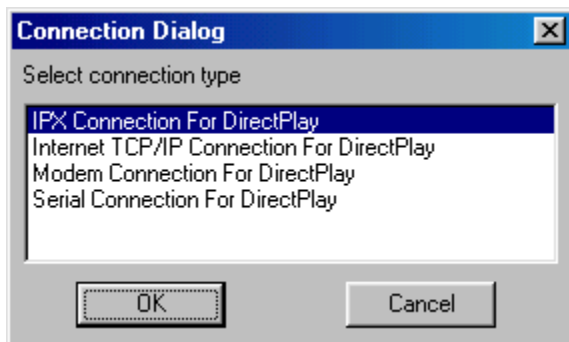 Connection Dialog
Select connection type
IPX Connection For DirectPlay
Internet TCP/IP Connection For DirectPlay
Modem Connection For DirectPlay
Serial Connection For DirectPlay
OK Cancel